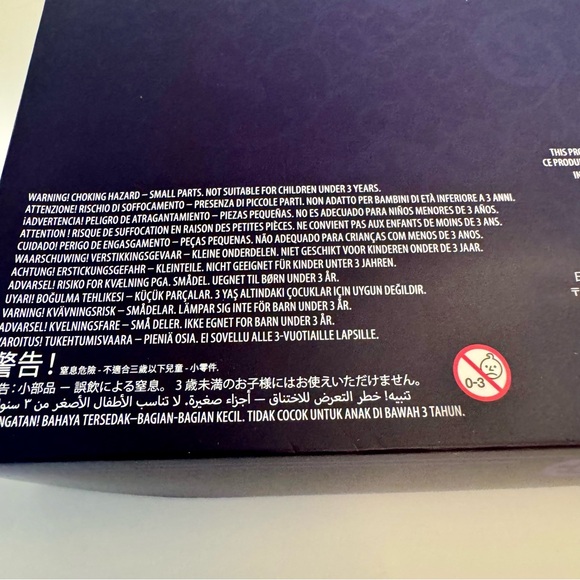 WARNING! CHOKING HAZARD – SMALL PARTS. NOT SUITABLE FOR CHILDREN UNDER 3 YEARS.
ATTENZIONE! RISCHIO DI SOFFOCAMENTO – PRESENZA DI PICCOLE PARTI. NON ADATTO PER BAMBINI DI ETÀ INFERIORE A 3 ANNI.
¡ADVERTENCIA! PELIGRO DE ATRAGANTAMIENTO – PIEZAS PEQUEÑAS. NO ES ADECUADO PARA NIÑOS MENORES DE 3 AÑOS.
ATTENTION ! RISQUE DE SUFFOCATION EN RAISON DES PETITES PIÈCES. NE CONVIENT PAS AUX ENFANTS DE MOINS DE 3 ANS.
CUIDADO! PERIGO DE ENGASGAMENTO – PEÇAS PEQUENAS. NÃO ADEQUADO PARA CRIANÇAS COM MENOS DE 3 ANOS.
WAARSCHUWING! VERSTIKKINGSGEVAAR – KLEINE ONDERDELEN. NIET GESCHIKT VOOR KINDEREN ONDER DE 3 JAAR.
ACHTUNG! ERSTICKUNGSGEFAHR – KLEINTEILE. NICHT GEEIGNET FÜR KINDER UNTER 3 JAHREN.
ADVARSEL! RISIKO FOR KVÆLNING PGA. SMÅDEL. UEGNET TIL BØRN UNDER 3 ÅR.
UYARI! BOĞULMA TEHLIKESI – KÜÇÜK PARÇALAR. 3 YAŞ ALTINDAKI ÇOCUKLAR IÇIN UYGUN DEĞILDIR.
VARNING! KVÄVNINGSRISK – SMÅDELAR. LÄMPAR SIG INTE FÖR BARN UNDER 3 ÅR.
ADVARSEL! KVELNINGSFARE – SMÅ DELER. IKKE EGNET FOR BARN UNDER 3 ÅR.
VAROITUS! TUKEHTUMISVAARA – PIENIÄ OSIA. EI SOVELLU ALLE 3-VUOTIAILLE LAPSILLE.
警告! 窒息危險 - 不適合三歲以下兒童 - 小零件.
告：小部品 — 誤飲による窒息。３歳未満のお子様にはお使いいただけません。
تنبيه! خطر التعرض للاختناق – أجزاء صغيرة. لا تناسب الأطفال الأصغر من ٣
NGATAN! BAHAYA TERSEDAK–BAGIAN-BAGIAN KECIL. TIDAK COCOK UNTUK ANAK DI BAWAH 3 TAHUN.
0-3
THIS PRO
CE PRODU